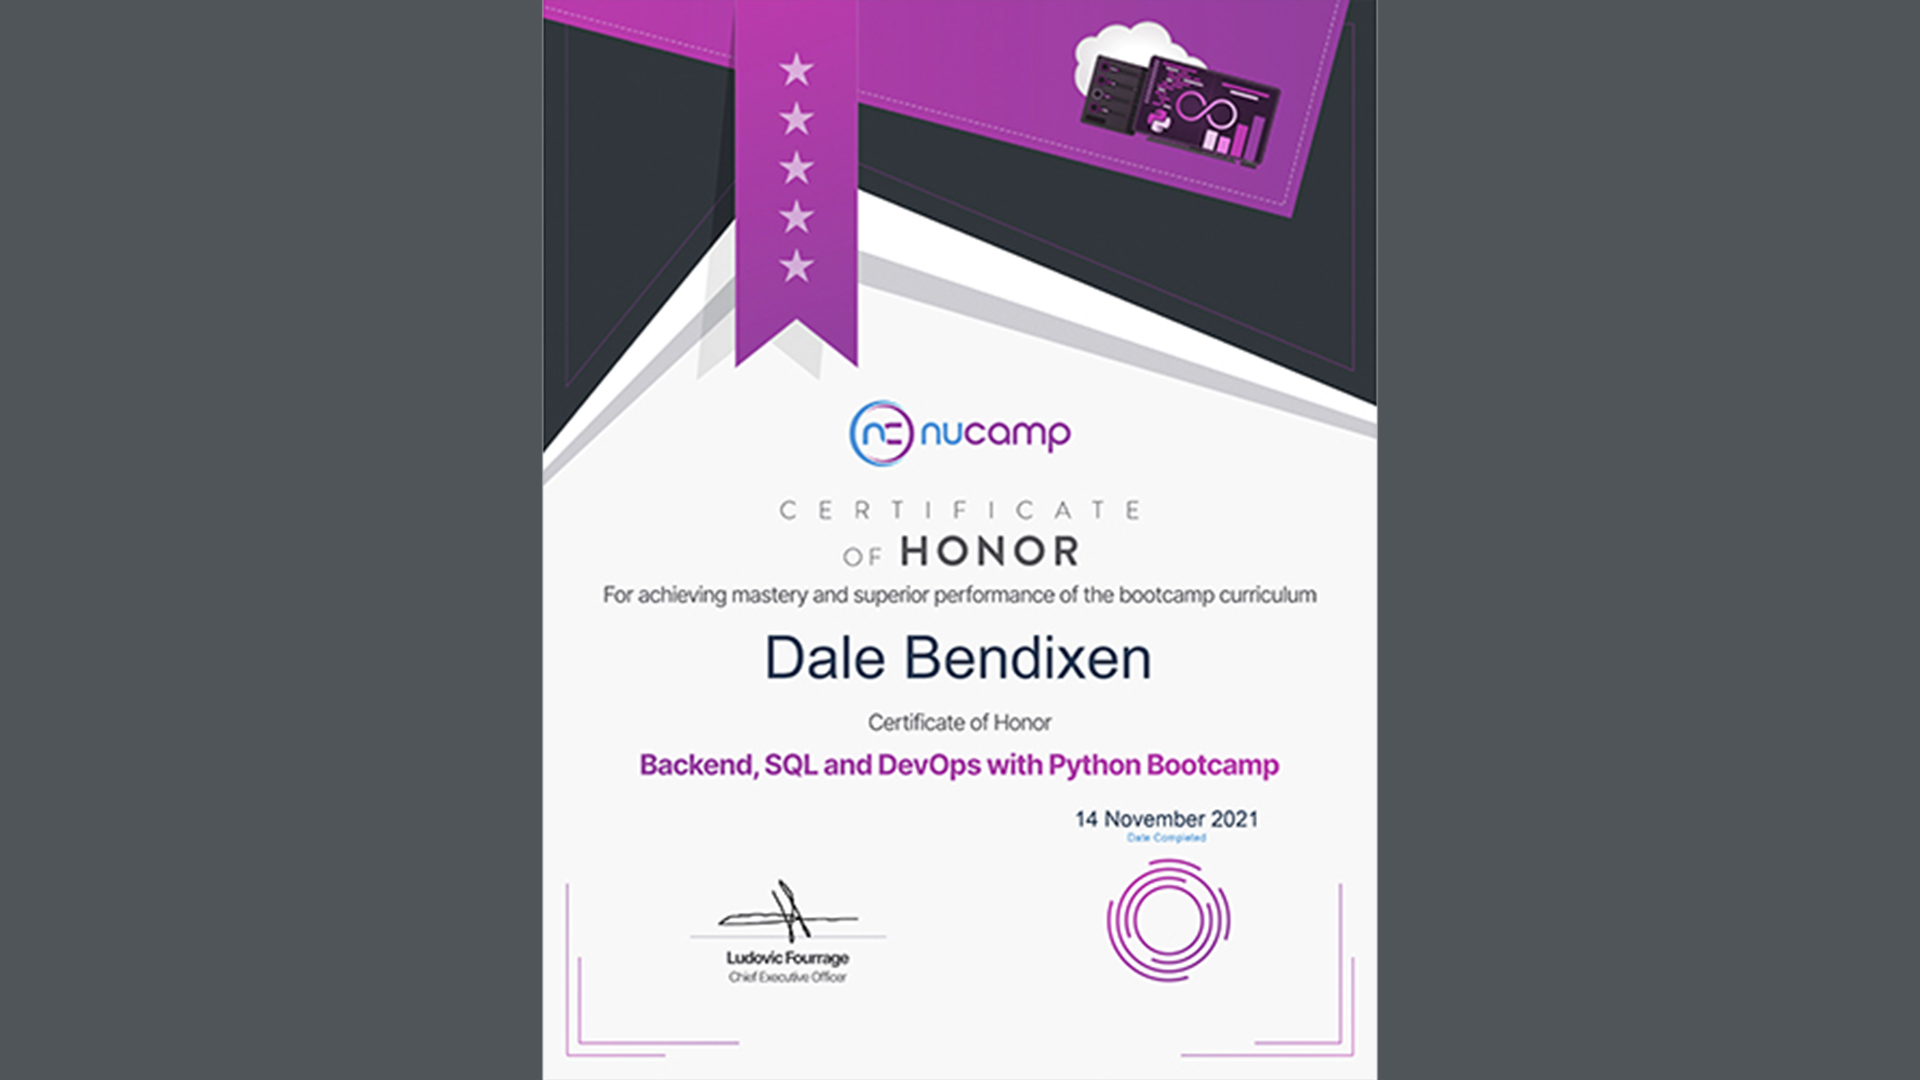 nucamp
CERTIFICATE
OF HONOR
For achieving mastery and superior performance of the bootcamp curriculum
Dale Bendixen
Certificate of Honor
Backend, SQL and DevOps with Python Bootcamp
14 November 2021
Date Completed
Ludovic Fourrage
Chief Executive Officer